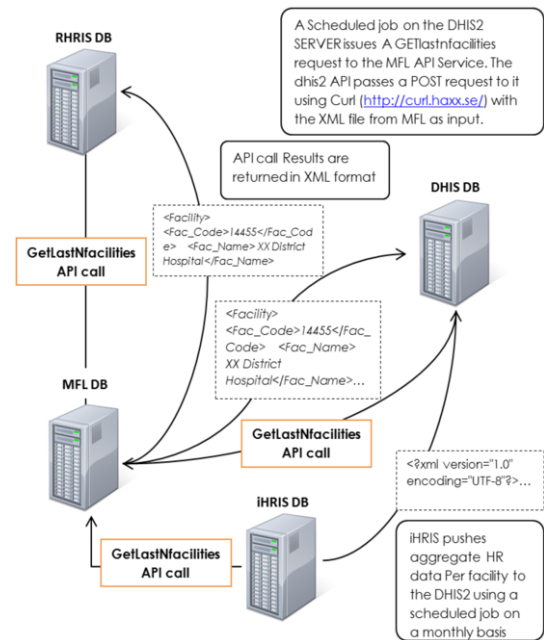 RHRIS DB
A Scheduled job on the DHIS2
SERVER issues A GETlastnfacilities
request to the MFL API Service. The
dhis2 API passes a POST request to it
using Curl (http://curl.haxx.se/) with
the XML file from MFL as input.
API call Results are
returned in XML format
DHIS DB
<Facility>
<Fac_Code>14455</Fac_Cod
e> <Fac_Name> XX District
Hospital</Fac_Name>
GetLastNfacilities
API call
<Facility>
<Fac_Code>14455</Fac_
Code> <Fac_Name>
XX District
Hospital</Fac_Name>...
MFL DB
GetLastNfacilities
API call
<?xml version="1.0"
encoding="UTF-8"?>...
iHRIS DB
GetLastNfacilities
API call
iHRIS pushes
aggregate HR
data Per facility to
the DHIS2 using a
scheduled job on
a monthly basis